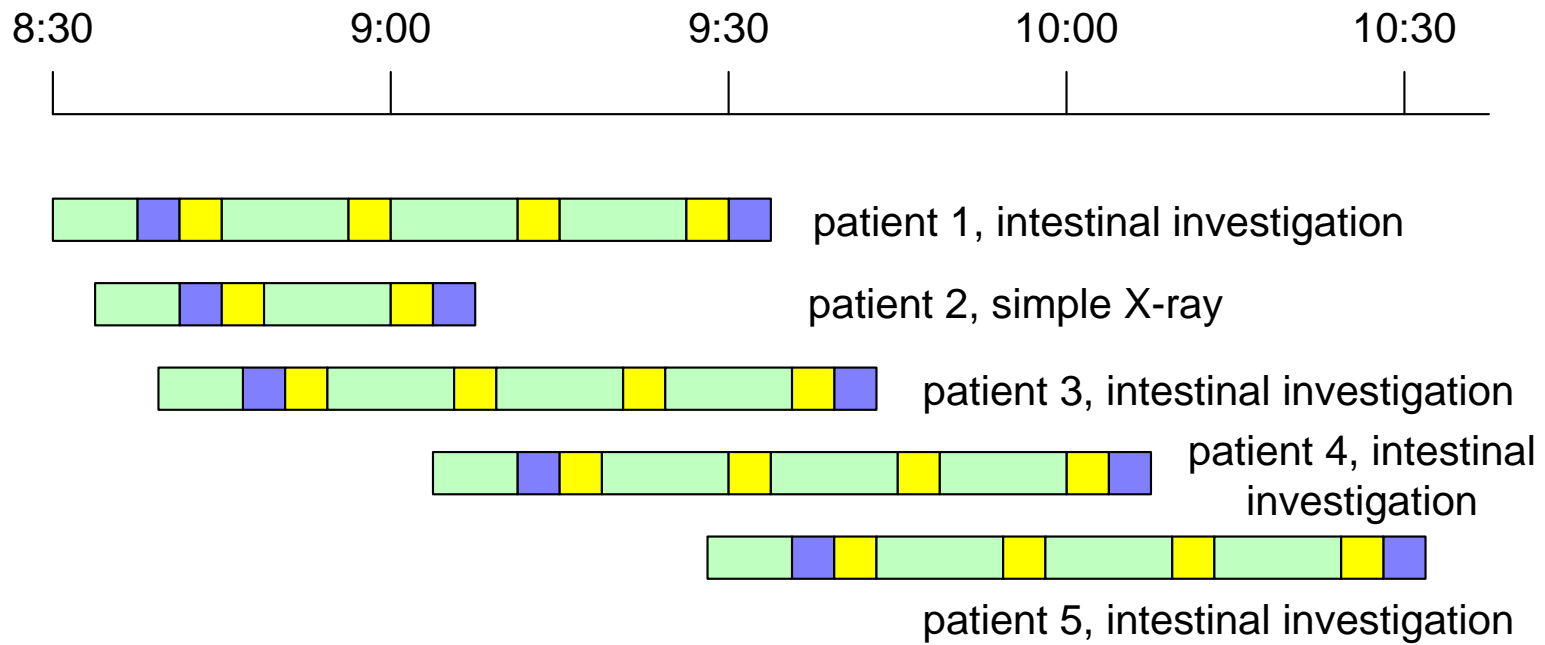 8:30 9:00 9:30 10:00 10:30
patient 1, intestinal investigation
patient 2, simple X-ray
patient 3, intestinal investigation
patient 4, intestinal
investigation
patient 5, intestinal investigation